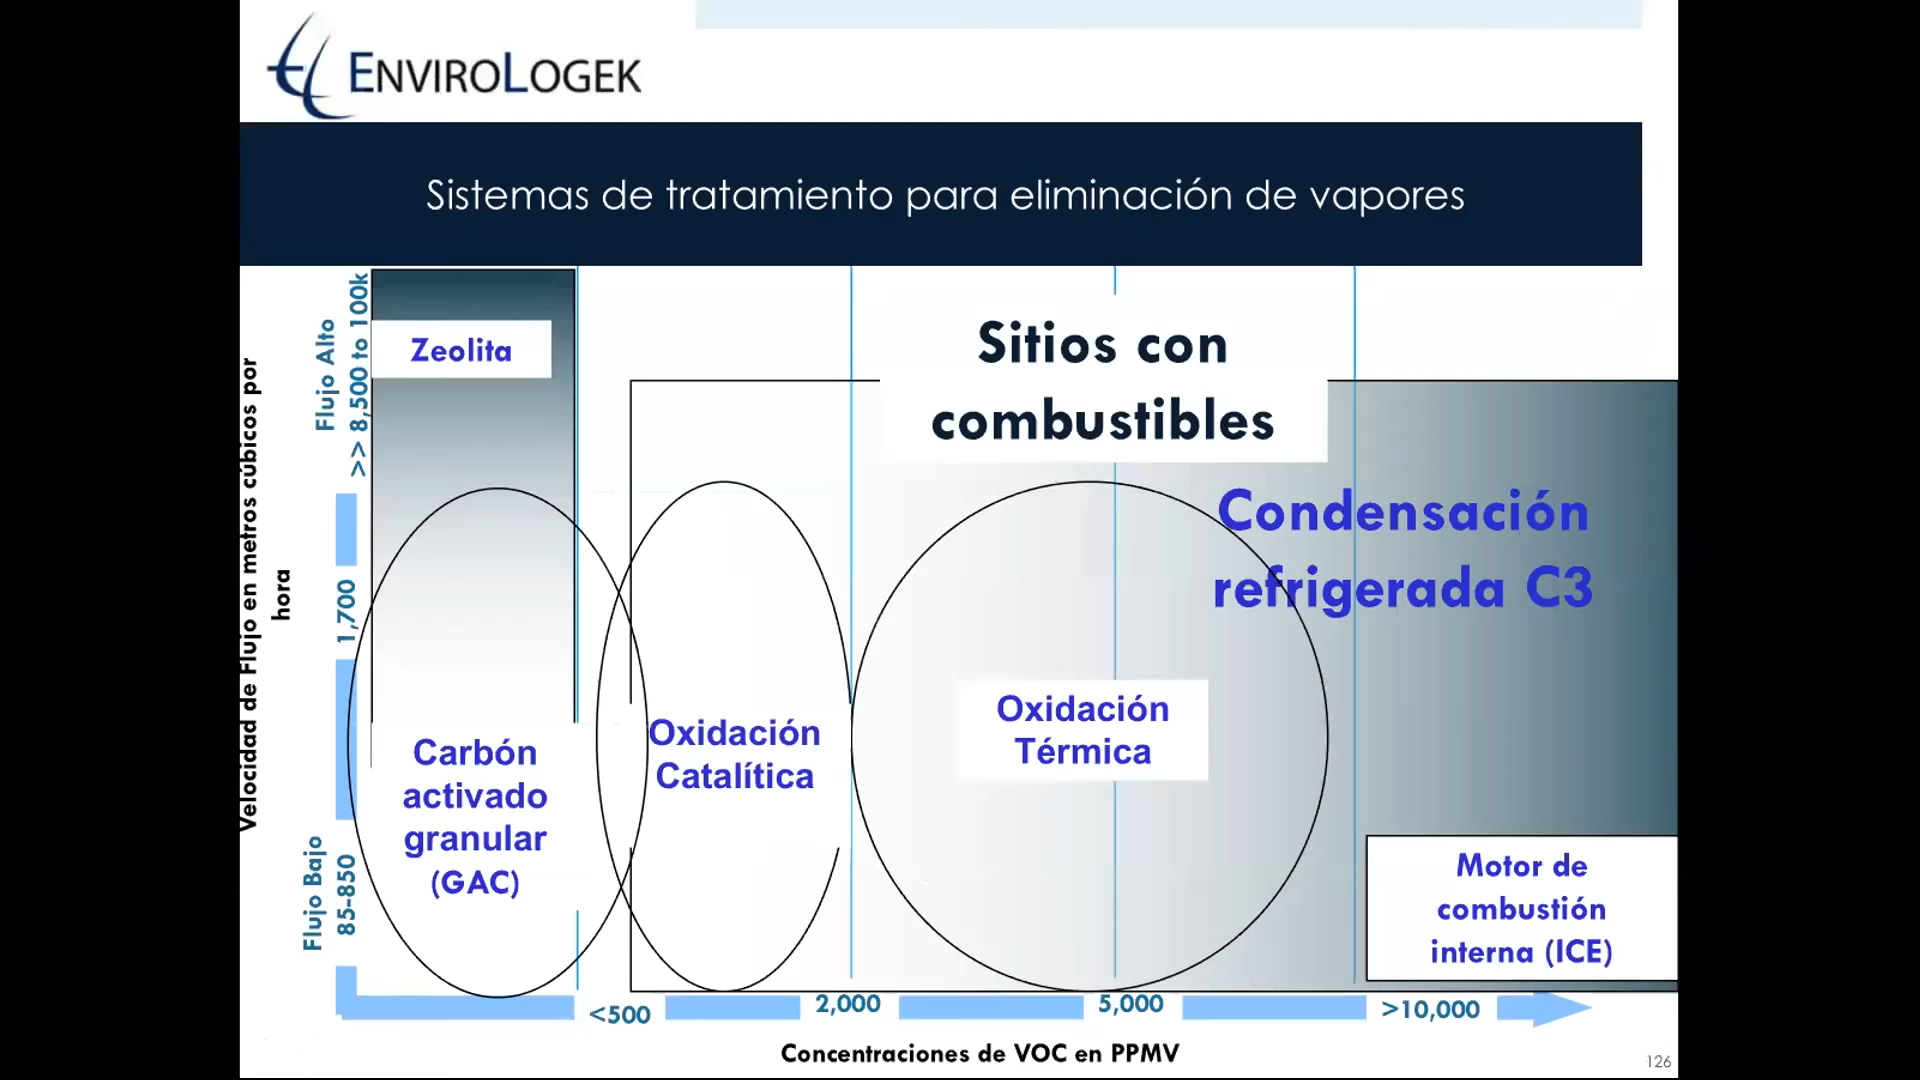 ENVIROLOGEK
Sistemas de tratamiento para eliminación de vapores
Velocidad de Flujo en metros cúbicos por
hora
Flujo Alto
>> 8,500 to 100k
1,700
Flujo Bajo
85-850
Zeolita
Sitios con
combustibles
Condensación
refrigerada C3
Carbón
activado
granular
(GAC)
Oxidación
Catalítica
Oxidación
Térmica
Motor de
combustión
interna (ICE)
<500
2,000
5,000
>10,000
Concentraciones de VOC en PPMV
126